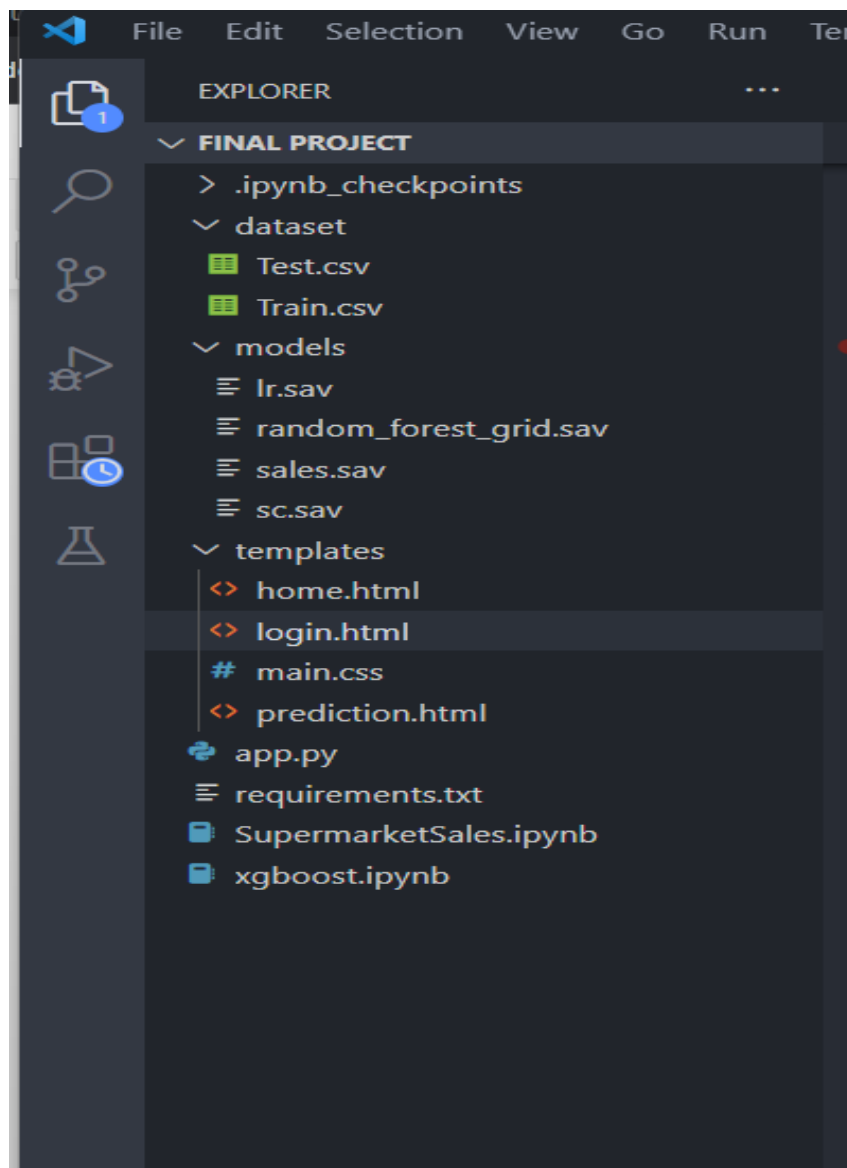 File Edit Selection View Go Run Ter
EXPLORER ...
1
FINAL PROJECT
.ipynb_checkpoints
dataset
Test.csv
Train.csv
models
lr.sav
random_forest_grid.sav
sales.sav
sc.sav
templates
<> home.html
<> login.html
# main.css
<> prediction.html
app.py
requirements.txt
SupermarketSales.ipynb
xgboost.ipynb